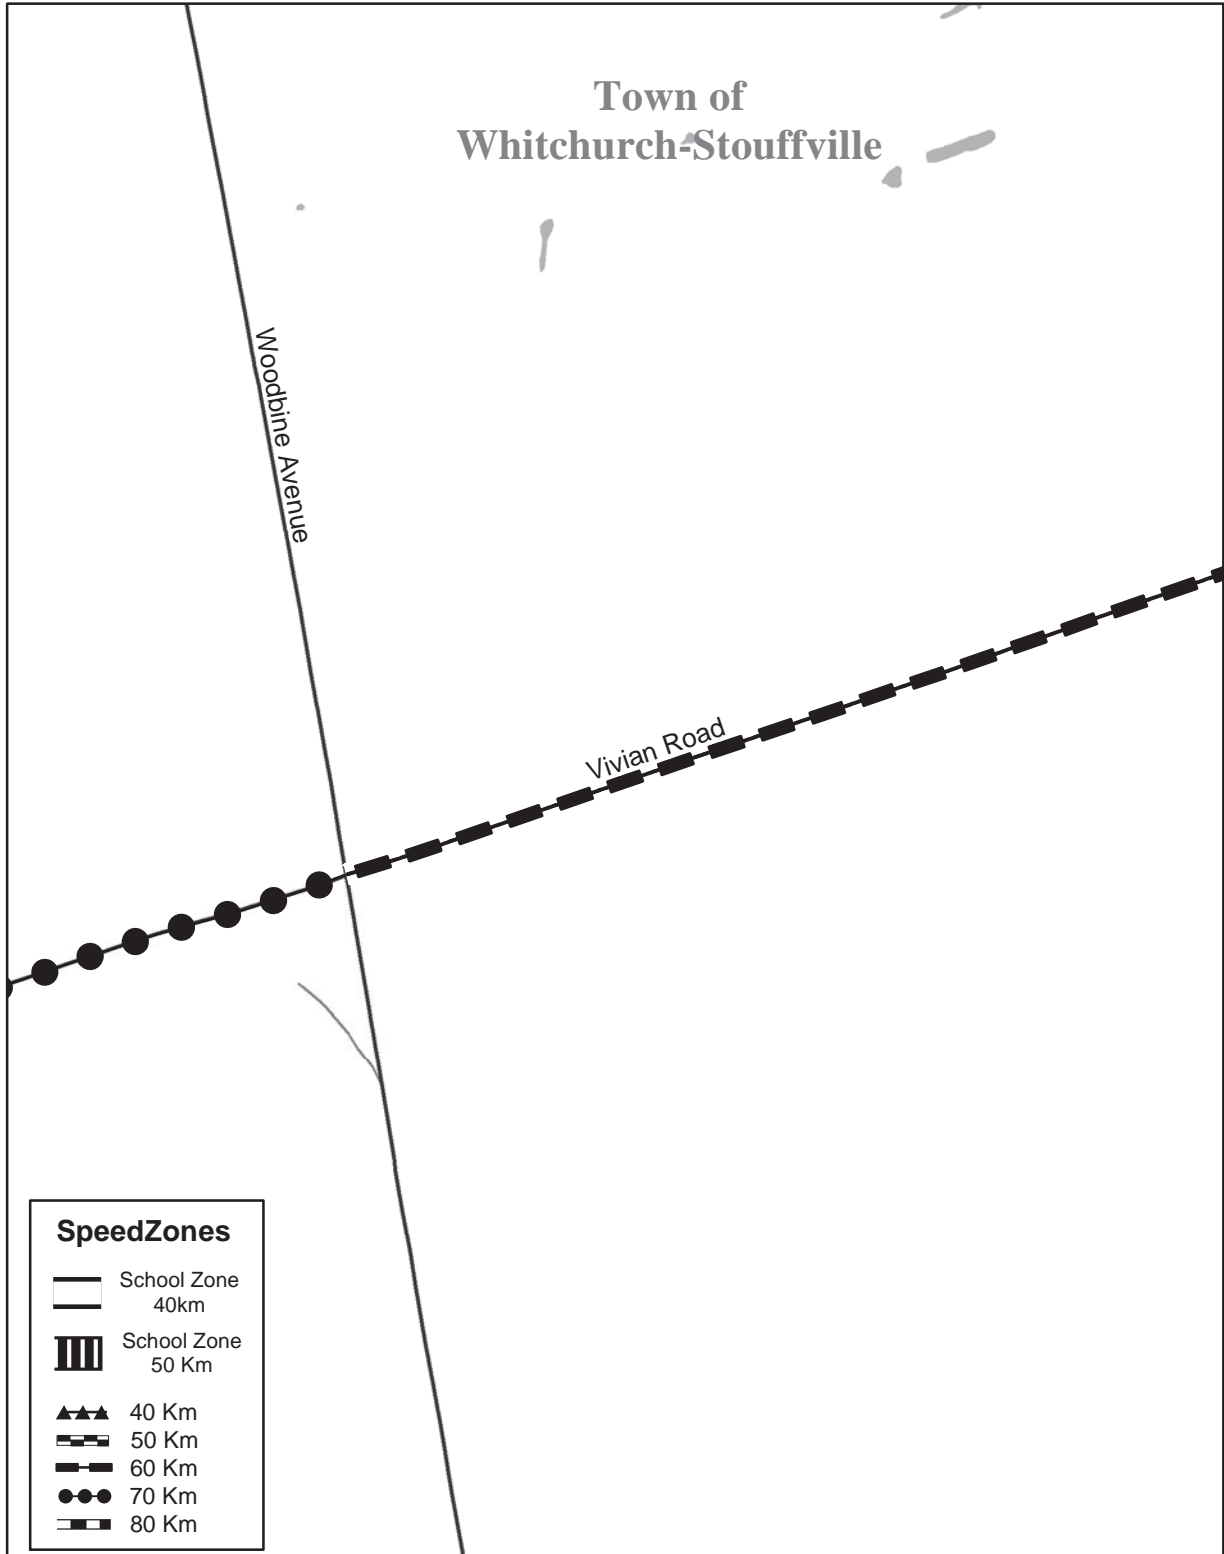 Town of
Whitchurch-Stouffville
Woodbine Avenue
Vivian Road
SpeedZones
School Zone
40km
School Zone
50 Km
40 Km
50 Km
60 Km
70 Km
80 Km